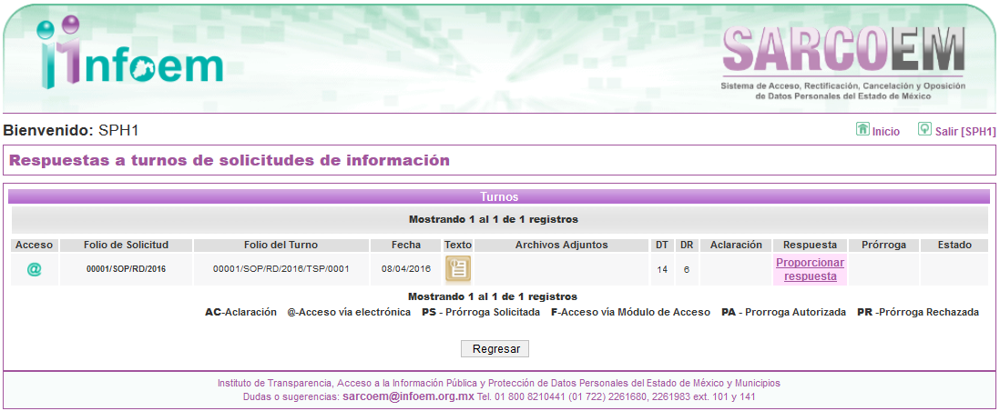 infoem
SARCOEM
Sistema de Acceso, Rectificación, Cancelación y Oposición
de Datos Personales del Estado de México
Bienvenido: SPH1
Inicio Salir [SPH1]
Respuestas a turnos de solicitudes de información
Turnos
Mostrando 1 al 1 de 1 registros
Acceso Folio de Solicitud Folio del Turno Fecha Texto Archivos Adjuntos DT DR Aclaración Respuesta Prórroga Estado
@ 00001/SOP/RD/2016 00001/SOP/RD/2016/TSP/0001 08/04/2016 14 6 Proporcionar
respuesta
Mostrando 1 al 1 de 1 registros
AC-Aclaración @-Acceso vía electrónica PS - Prórroga Solicitada F-Acceso vía Módulo de Acceso PA - Prorroga Autorizada PR -Prórroga Rechazada
Regresar
Instituto de Transparencia, Acceso a la Información Pública y Protección de Datos Personales del Estado de México y Municipios
Dudas o sugerencias: sarcoem@infoem.org.mx Tel. 01 800 8210441 (01 722) 2261680, 2261983 ext. 101 y 141